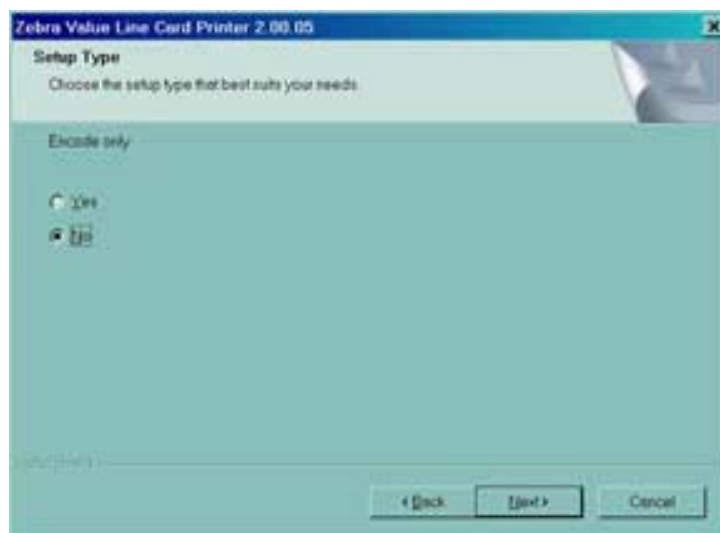 Zebra Value Line Card Printer 2.00.05
Setup Type
Choose the setup type that best suits your needs.
Encode only
Yes
No
InstallShield
< Back
Next >
Cancel